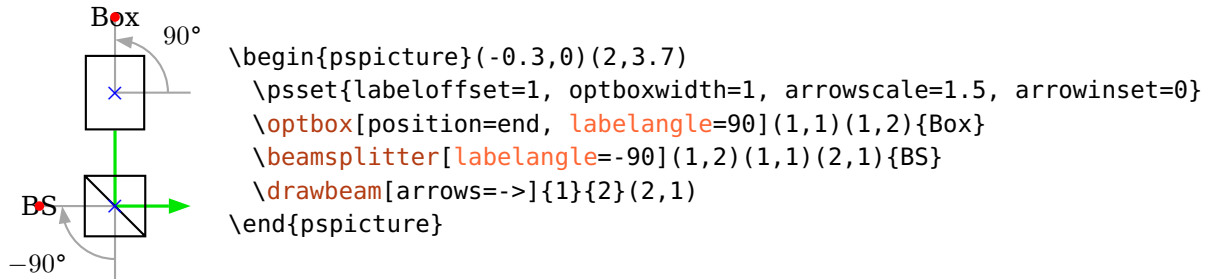 Box
90°
BS
−90°
\begin{pspicture}(-0.3,0)(2,3.7)
\psset{labeloffset=1, optboxwidth=1, arrowscale=1.5, arrowinset=0}
\optbox[position=end, labelangle=90](1,1)(1,2){Box}
\beamsplitter[labelangle=-90](1,2)(1,1)(2,1){BS}
\drawbeam[arrows=->]{1}{2}(2,1)
\end{pspicture}